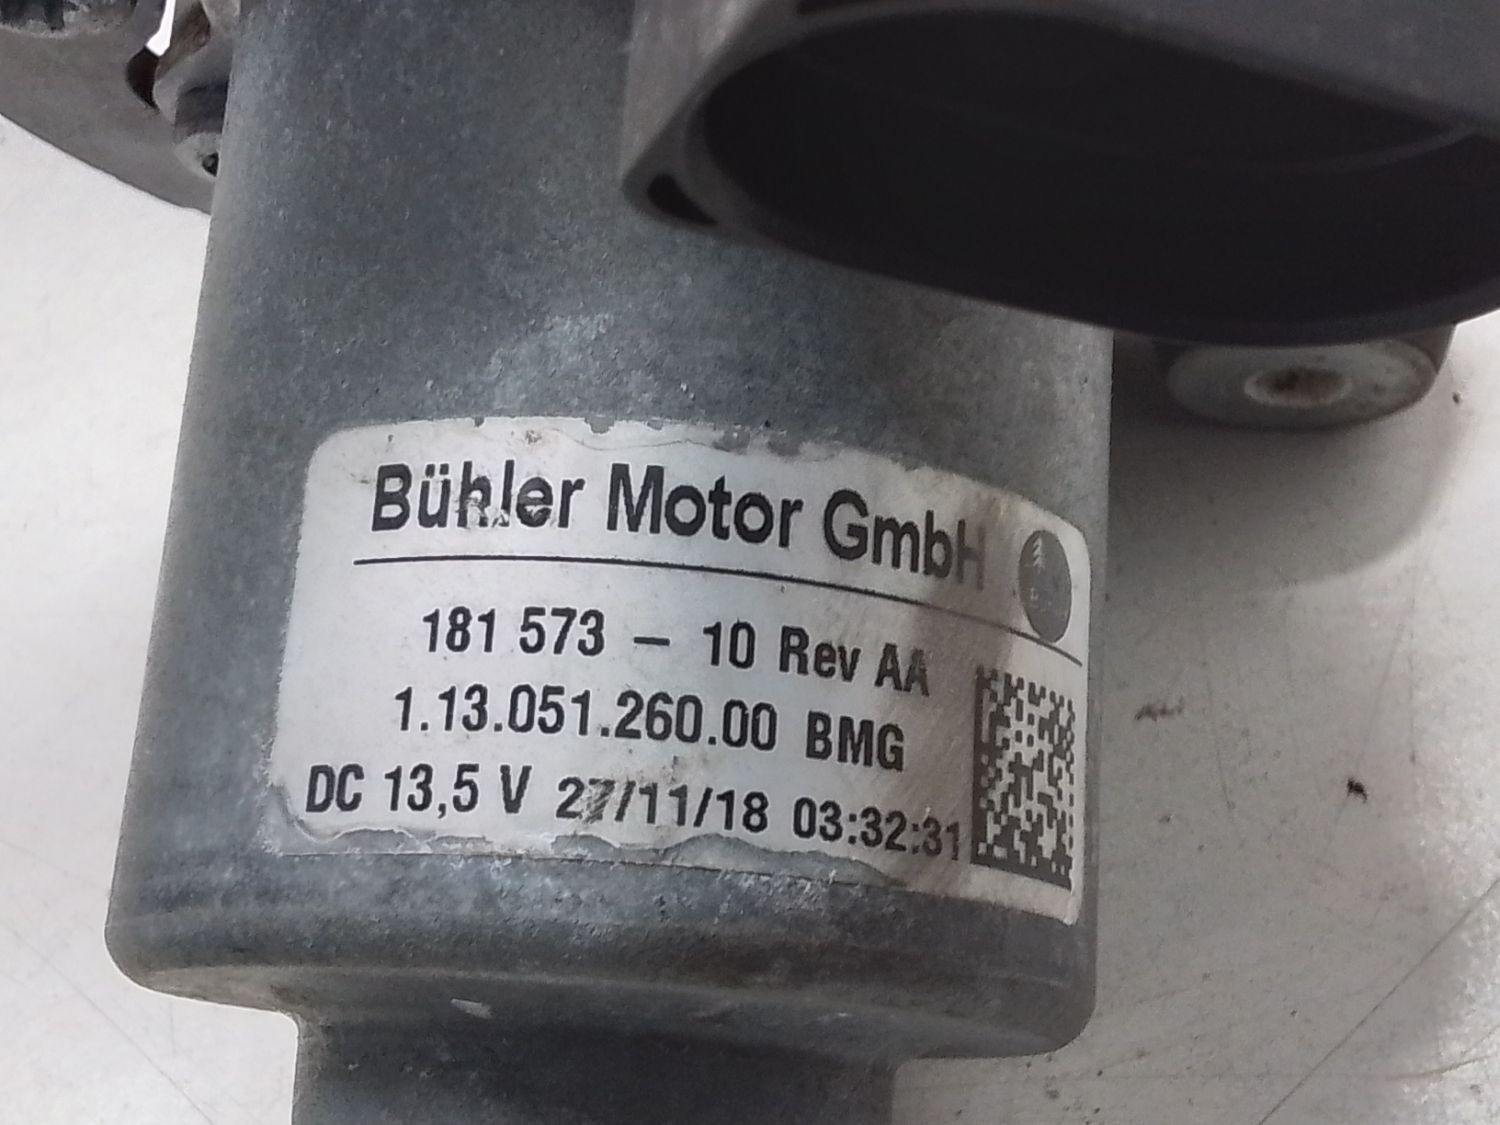 Bühler Motor GmbH
181 573 – 10 Rev AA
1.13.051.260.00 BMG
DC 13,5 V 27/11/18 03:32:31